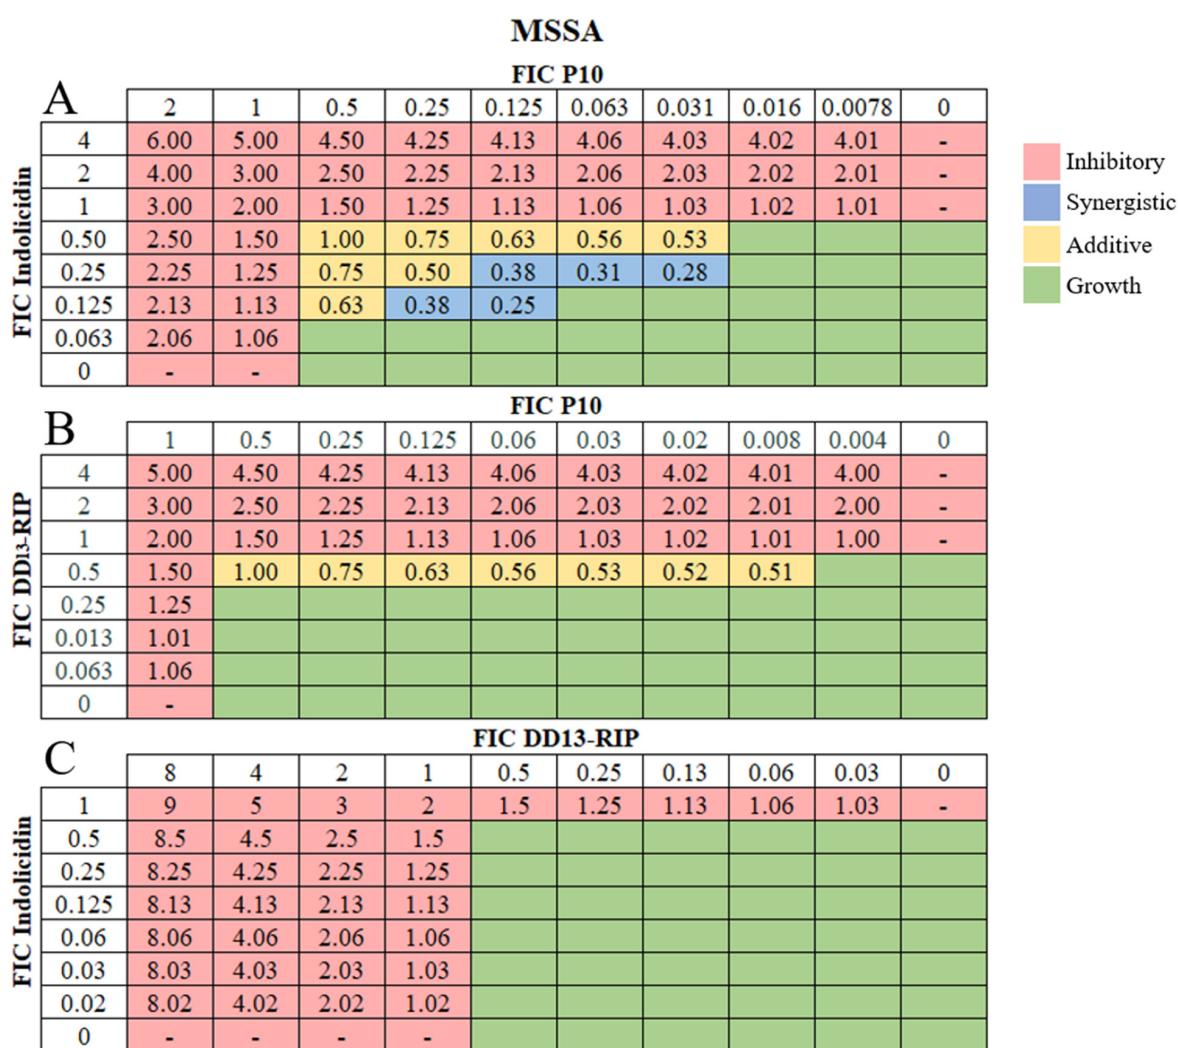 MSSA
A
FIC P10
2 1 0.5 0.25 0.125 0.063 0.031 0.016 0.0078 0
FIC Indolicidin
4 6.00 5.00 4.50 4.25 4.13 4.06 4.03 4.02 4.01 -
2 4.00 3.00 2.50 2.25 2.13 2.06 2.03 2.02 2.01 -
1 3.00 2.00 1.50 1.25 1.13 1.06 1.03 1.02 1.01 -
0.50 2.50 1.50 1.00 0.75 0.63 0.56 0.53
0.25 2.25 1.25 0.75 0.50 0.38 0.31 0.28
0.125 2.13 1.13 0.63 0.38 0.25
0.063 2.06 1.06
0 - -
Inhibitory
Synergistic
Additive
Growth
B
FIC P10
1 0.5 0.25 0.125 0.06 0.03 0.02 0.008 0.004 0
FIC DD13-RIP
4 5.00 4.50 4.25 4.13 4.06 4.03 4.02 4.01 4.00 -
2 3.00 2.50 2.25 2.13 2.06 2.03 2.02 2.01 2.00 -
1 2.00 1.50 1.25 1.13 1.06 1.03 1.02 1.01 1.00 -
0.5 1.50 1.00 0.75 0.63 0.56 0.53 0.52 0.51
0.25 1.25
0.013 1.01
0.063 1.06
0 -
C
FIC DD13-RIP
8 4 2 1 0.5 0.25 0.13 0.06 0.03 0
FIC Indolicidin
1 9 5 3 2 1.5 1.25 1.13 1.06 1.03 -
0.5 8.5 4.5 2.5 1.5
0.25 8.25 4.25 2.25 1.25
0.125 8.13 4.13 2.13 1.13
0.06 8.06 4.06 2.06 1.06
0.03 8.03 4.03 2.03 1.03
0.02 8.02 4.02 2.02 1.02
0 - - - -